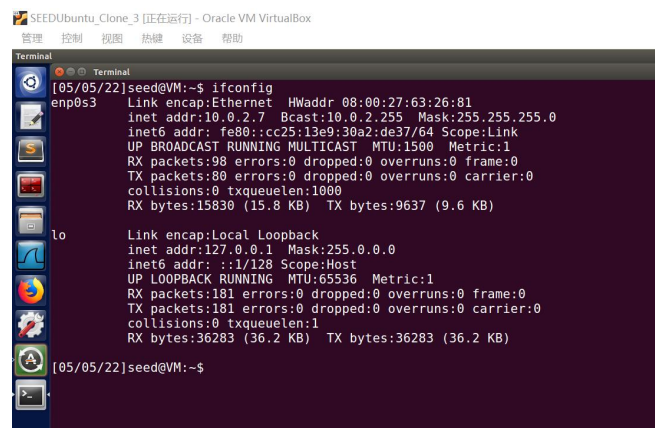 SEEDUbuntu_Clone_3 [正在运行] - Oracle VM VirtualBox
管理 控制 视图 热键 设备 帮助
Terminal
Terminal
[05/05/22]seed@VM:~$ ifconfig
enp0s3 Link encap:Ethernet HWaddr 08:00:27:63:26:81
inet addr:10.0.2.7 Bcast:10.0.2.255 Mask:255.255.255.0
inet6 addr: fe80::cc25:13e9:30a2:de37/64 Scope:Link
UP BROADCAST RUNNING MULTICAST MTU:1500 Metric:1
RX packets:98 errors:0 dropped:0 overruns:0 frame:0
TX packets:80 errors:0 dropped:0 overruns:0 carrier:0
collisions:0 txqueuelen:1000
RX bytes:15830 (15.8 KB) TX bytes:9637 (9.6 KB)
lo Link encap:Local Loopback
inet addr:127.0.0.1 Mask:255.0.0.0
inet6 addr: ::1/128 Scope:Host
UP LOOPBACK RUNNING MTU:65536 Metric:1
RX packets:181 errors:0 dropped:0 overruns:0 frame:0
TX packets:181 errors:0 dropped:0 overruns:0 carrier:0
collisions:0 txqueuelen:1
RX bytes:36283 (36.2 KB) TX bytes:36283 (36.2 KB)
[05/05/22]seed@VM:~$